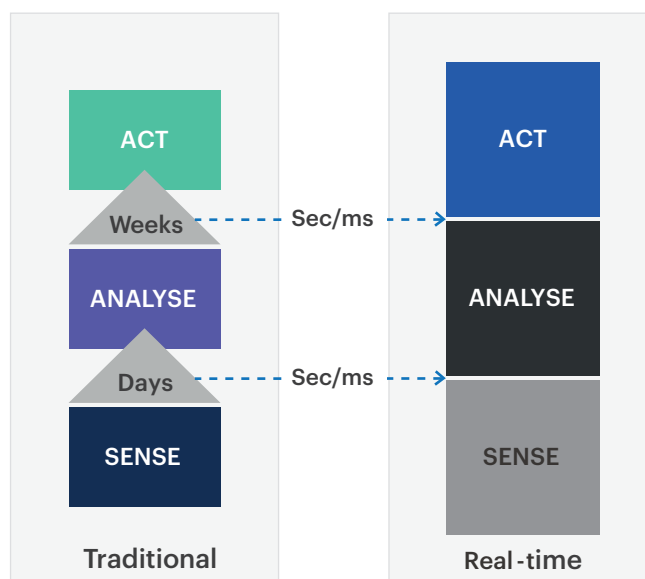 ACT
Weeks
ANALYSE
Days
SENSE
Traditional
Sec/ms
Sec/ms
ACT
ANALYSE
SENSE
Real-time